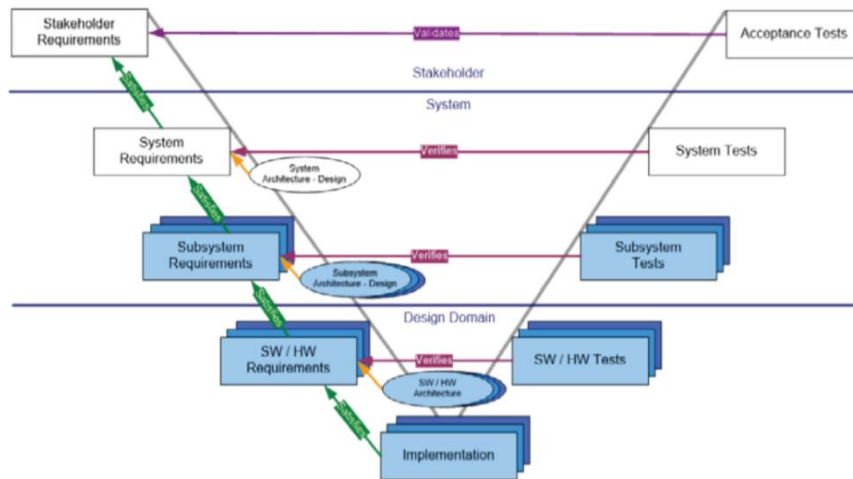 Stakeholder
Requirements
Validates
Acceptance Tests
Satisfies
Stakeholder
System
System
Requirements
Verifies
System Tests
System
Architecture - Design
Satisfies
Subsystem
Requirements
Verifies
Subsystem
Tests
Subsystem
Architecture - Design
Satisfies
Design Domain
SW / HW
Requirements
Verifies
SW / HW Tests
SW / HW
Architecture
Satisfies
Implementation